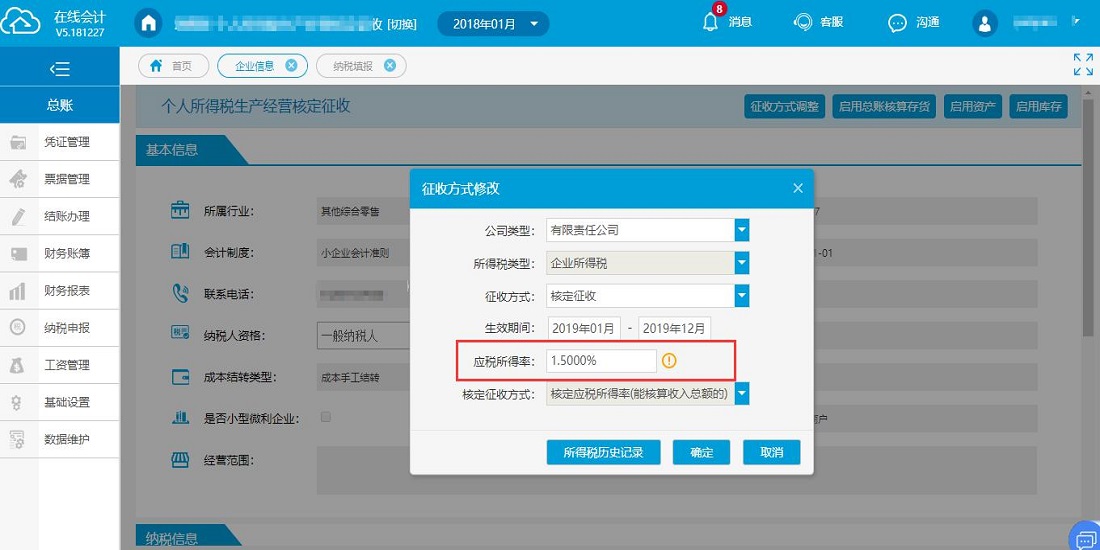 在线会计
V5.181227
收 [切换]
2018年01月
8
消息
客服
沟通
首页
企业信息
纳税填报
总账
凭证管理
票据管理
结账办理
财务账簿
财务报表
纳税申报
工资管理
基础设置
数据维护
个人所得税生产经营核定征收
征收方式调整
启用总账核算存货
启用资产
启用库存
基本信息
所属行业：
其他综合零售
7
会计制度：
小企业会计准则
1-01
联系电话：
纳税人资格：
一般纳税人
成本结转类型：
成本手工结转
是否小型微利企业：
户
经营范围：
纳税信息
征收方式修改
公司类型：
有限责任公司
所得税类型：
企业所得税
征收方式：
核定征收
生效期间：
2019年01月 - 2019年12月
应税所得率：
1.5000%
核定征收方式：
核定应税所得率(能核算收入总额的)
所得税历史记录
确定
取消